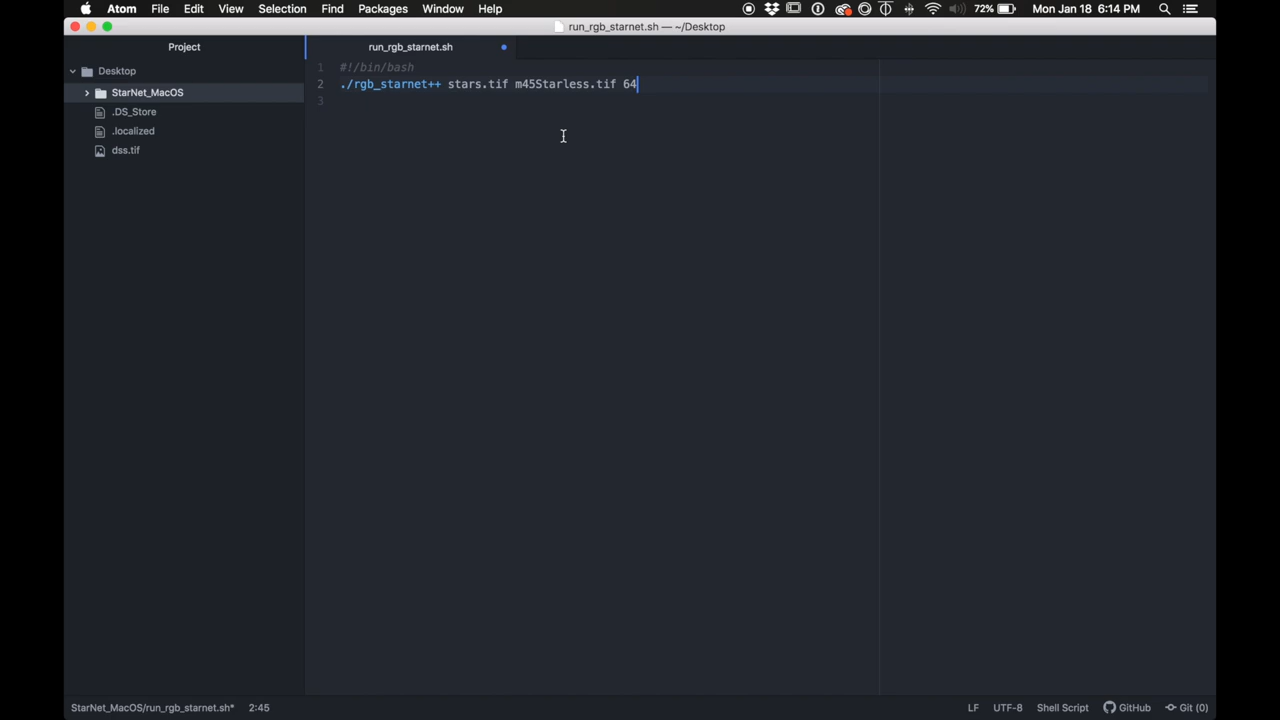 Atom File Edit View Selection Find Packages Window Help 72% Mon Jan 18 6:14 PM
run_rgb_starnet.sh — ~/Desktop
Project run_rgb_starnet.sh
Desktop
StarNet_MacOS
.DS_Store
.localized
dss.tif
1 #!/bin/bash
2 ./rgb_starnet++ stars.tif m45Starless.tif 64
3
StarNet_MacOS/run_rgb_starnet.sh* 2:45 LF UTF-8 Shell Script GitHub Git (0)